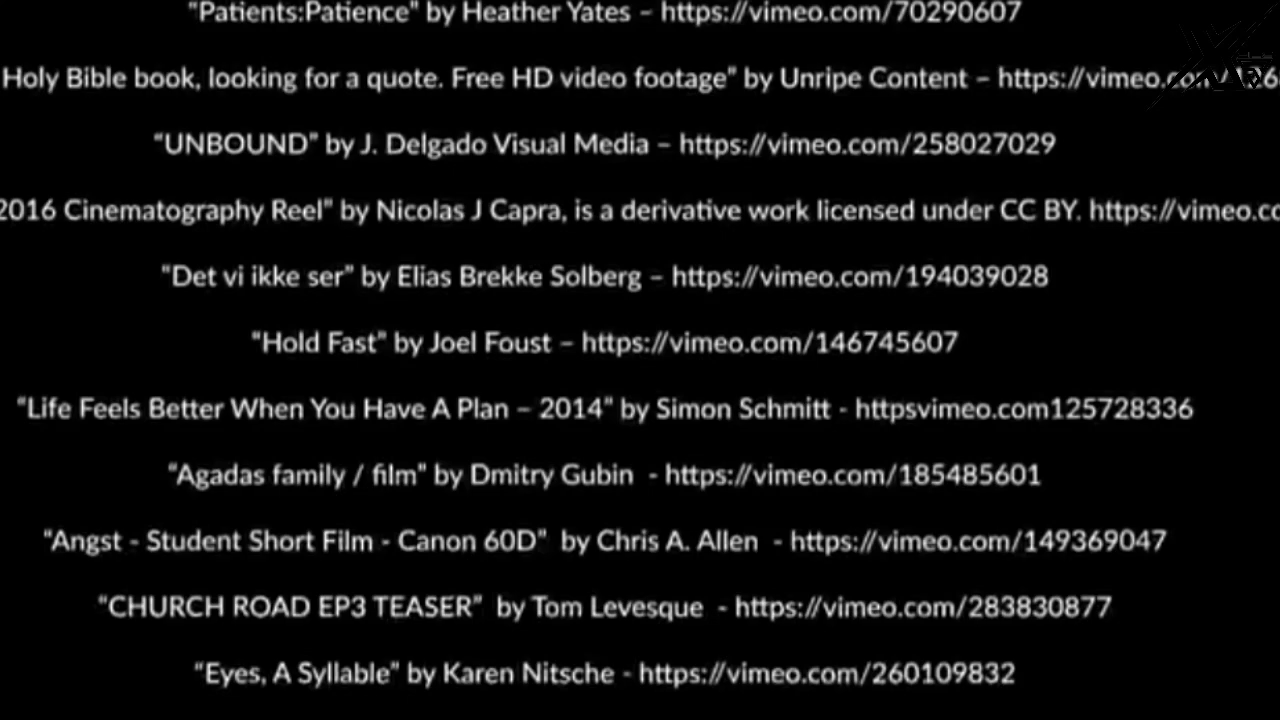 "Patients:Patience" by Heather Yates – https://vimeo.com/70290607
Holy Bible book, looking for a quote. Free HD video footage" by Unripe Content – https://vimeo.com/
"UNBOUND" by J. Delgado Visual Media – https://vimeo.com/258027029
2016 Cinematography Reel" by Nicolas J Capra, is a derivative work licensed under CC BY. https://vimeo.co
"Det vi ikke ser" by Elias Brekke Solberg – https://vimeo.com/194039028
"Hold Fast" by Joel Foust – https://vimeo.com/146745607
"Life Feels Better When You Have A Plan – 2014" by Simon Schmitt - httpsvimeo.com125728336
"Agadas family / film" by Dmitry Gubin - https://vimeo.com/185485601
"Angst - Student Short Film - Canon 60D" by Chris A. Allen - https://vimeo.com/149369047
"CHURCH ROAD EP3 TEASER" by Tom Levesque - https://vimeo.com/283830877
"Eyes, A Syllable" by Karen Nitsche - https://vimeo.com/260109832